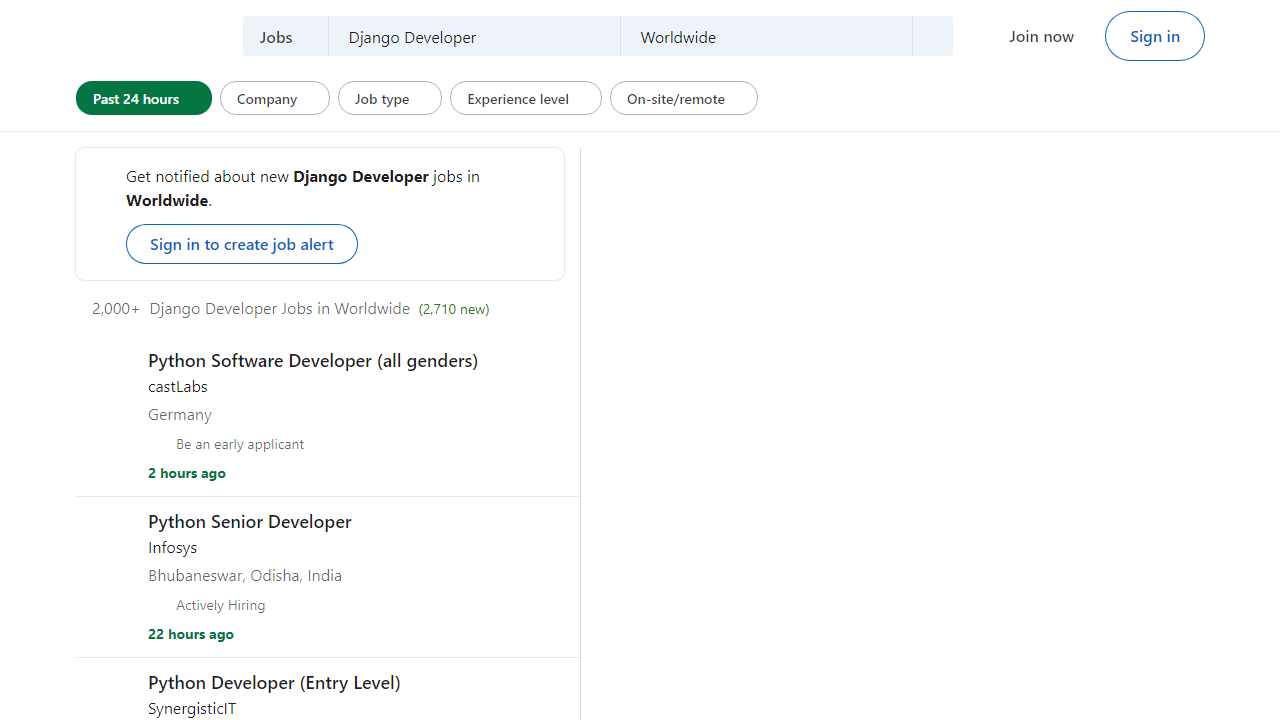 Jobs Django Developer Worldwide Join now Sign in
Past 24 hours Company Job type Experience level On-site/remote
Get notified about new Django Developer jobs in
Worldwide.
Sign in to create job alert
2,000+ Django Developer Jobs in Worldwide (2,710 new)
Python Software Developer (all genders)
castLabs
Germany
Be an early applicant
2 hours ago
Python Senior Developer
Infosys
Bhubaneswar, Odisha, India
Actively Hiring
22 hours ago
Python Developer (Entry Level)
SynergisticIT